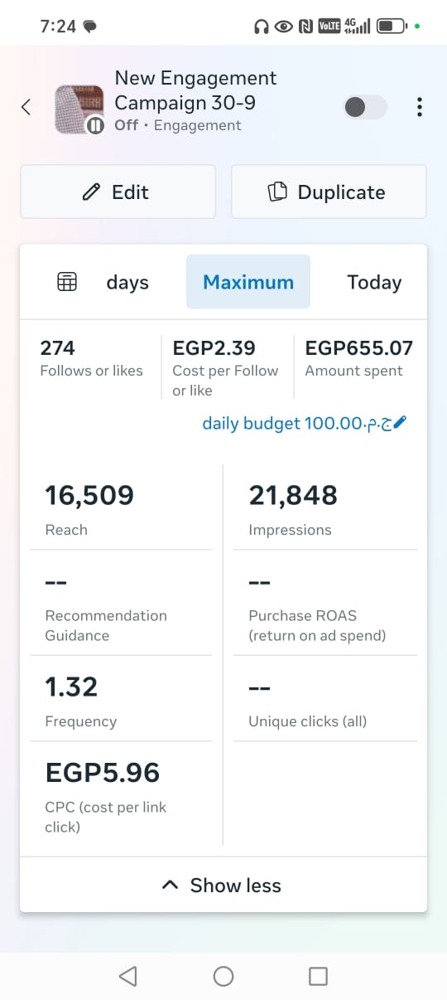 7:24
VoLTE 4G
New Engagement
Campaign 30-9
Off • Engagement
Edit
Duplicate
days
Maximum
Today
274
Follows or likes
EGP2.39
Cost per Follow
or like
EGP655.07
Amount spent
daily budget 100.00ج.م.
16,509
Reach
21,848
Impressions
--
Recommendation
Guidance
--
Purchase ROAS
(return on ad spend)
1.32
Frequency
--
Unique clicks (all)
EGP5.96
CPC (cost per link
click)
Show less